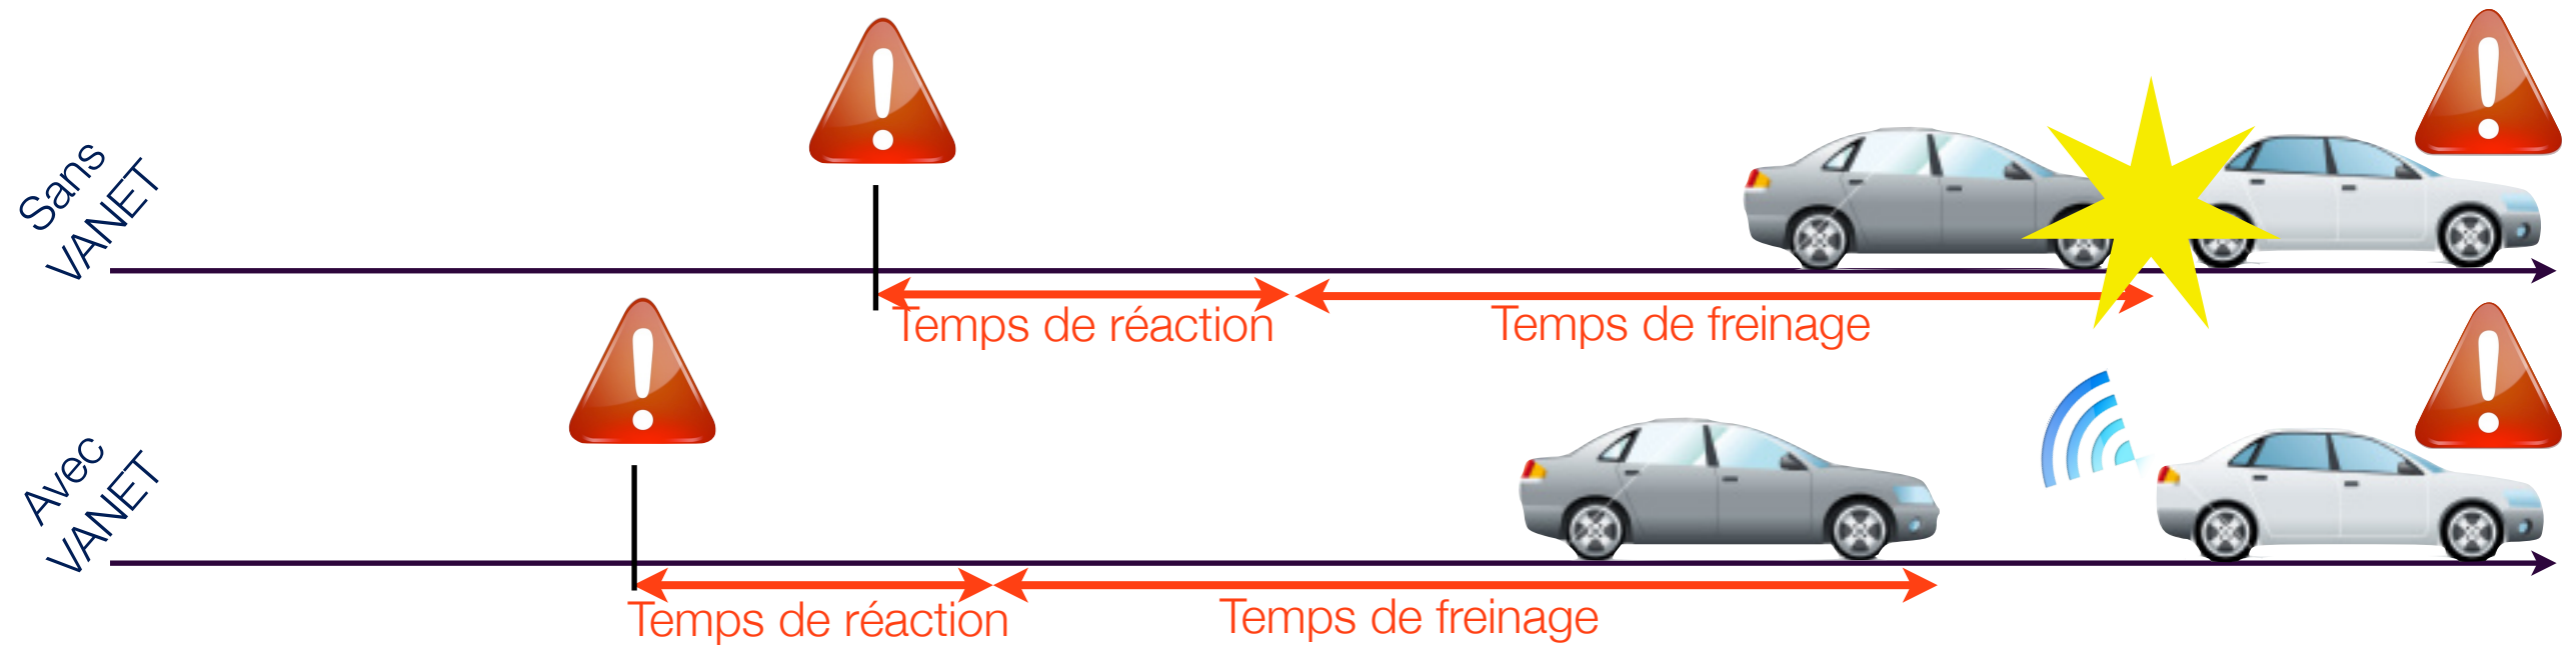 Sans
VANET
Temps de réaction
Temps de freinage
Avec
VANET
Temps de réaction
Temps de freinage